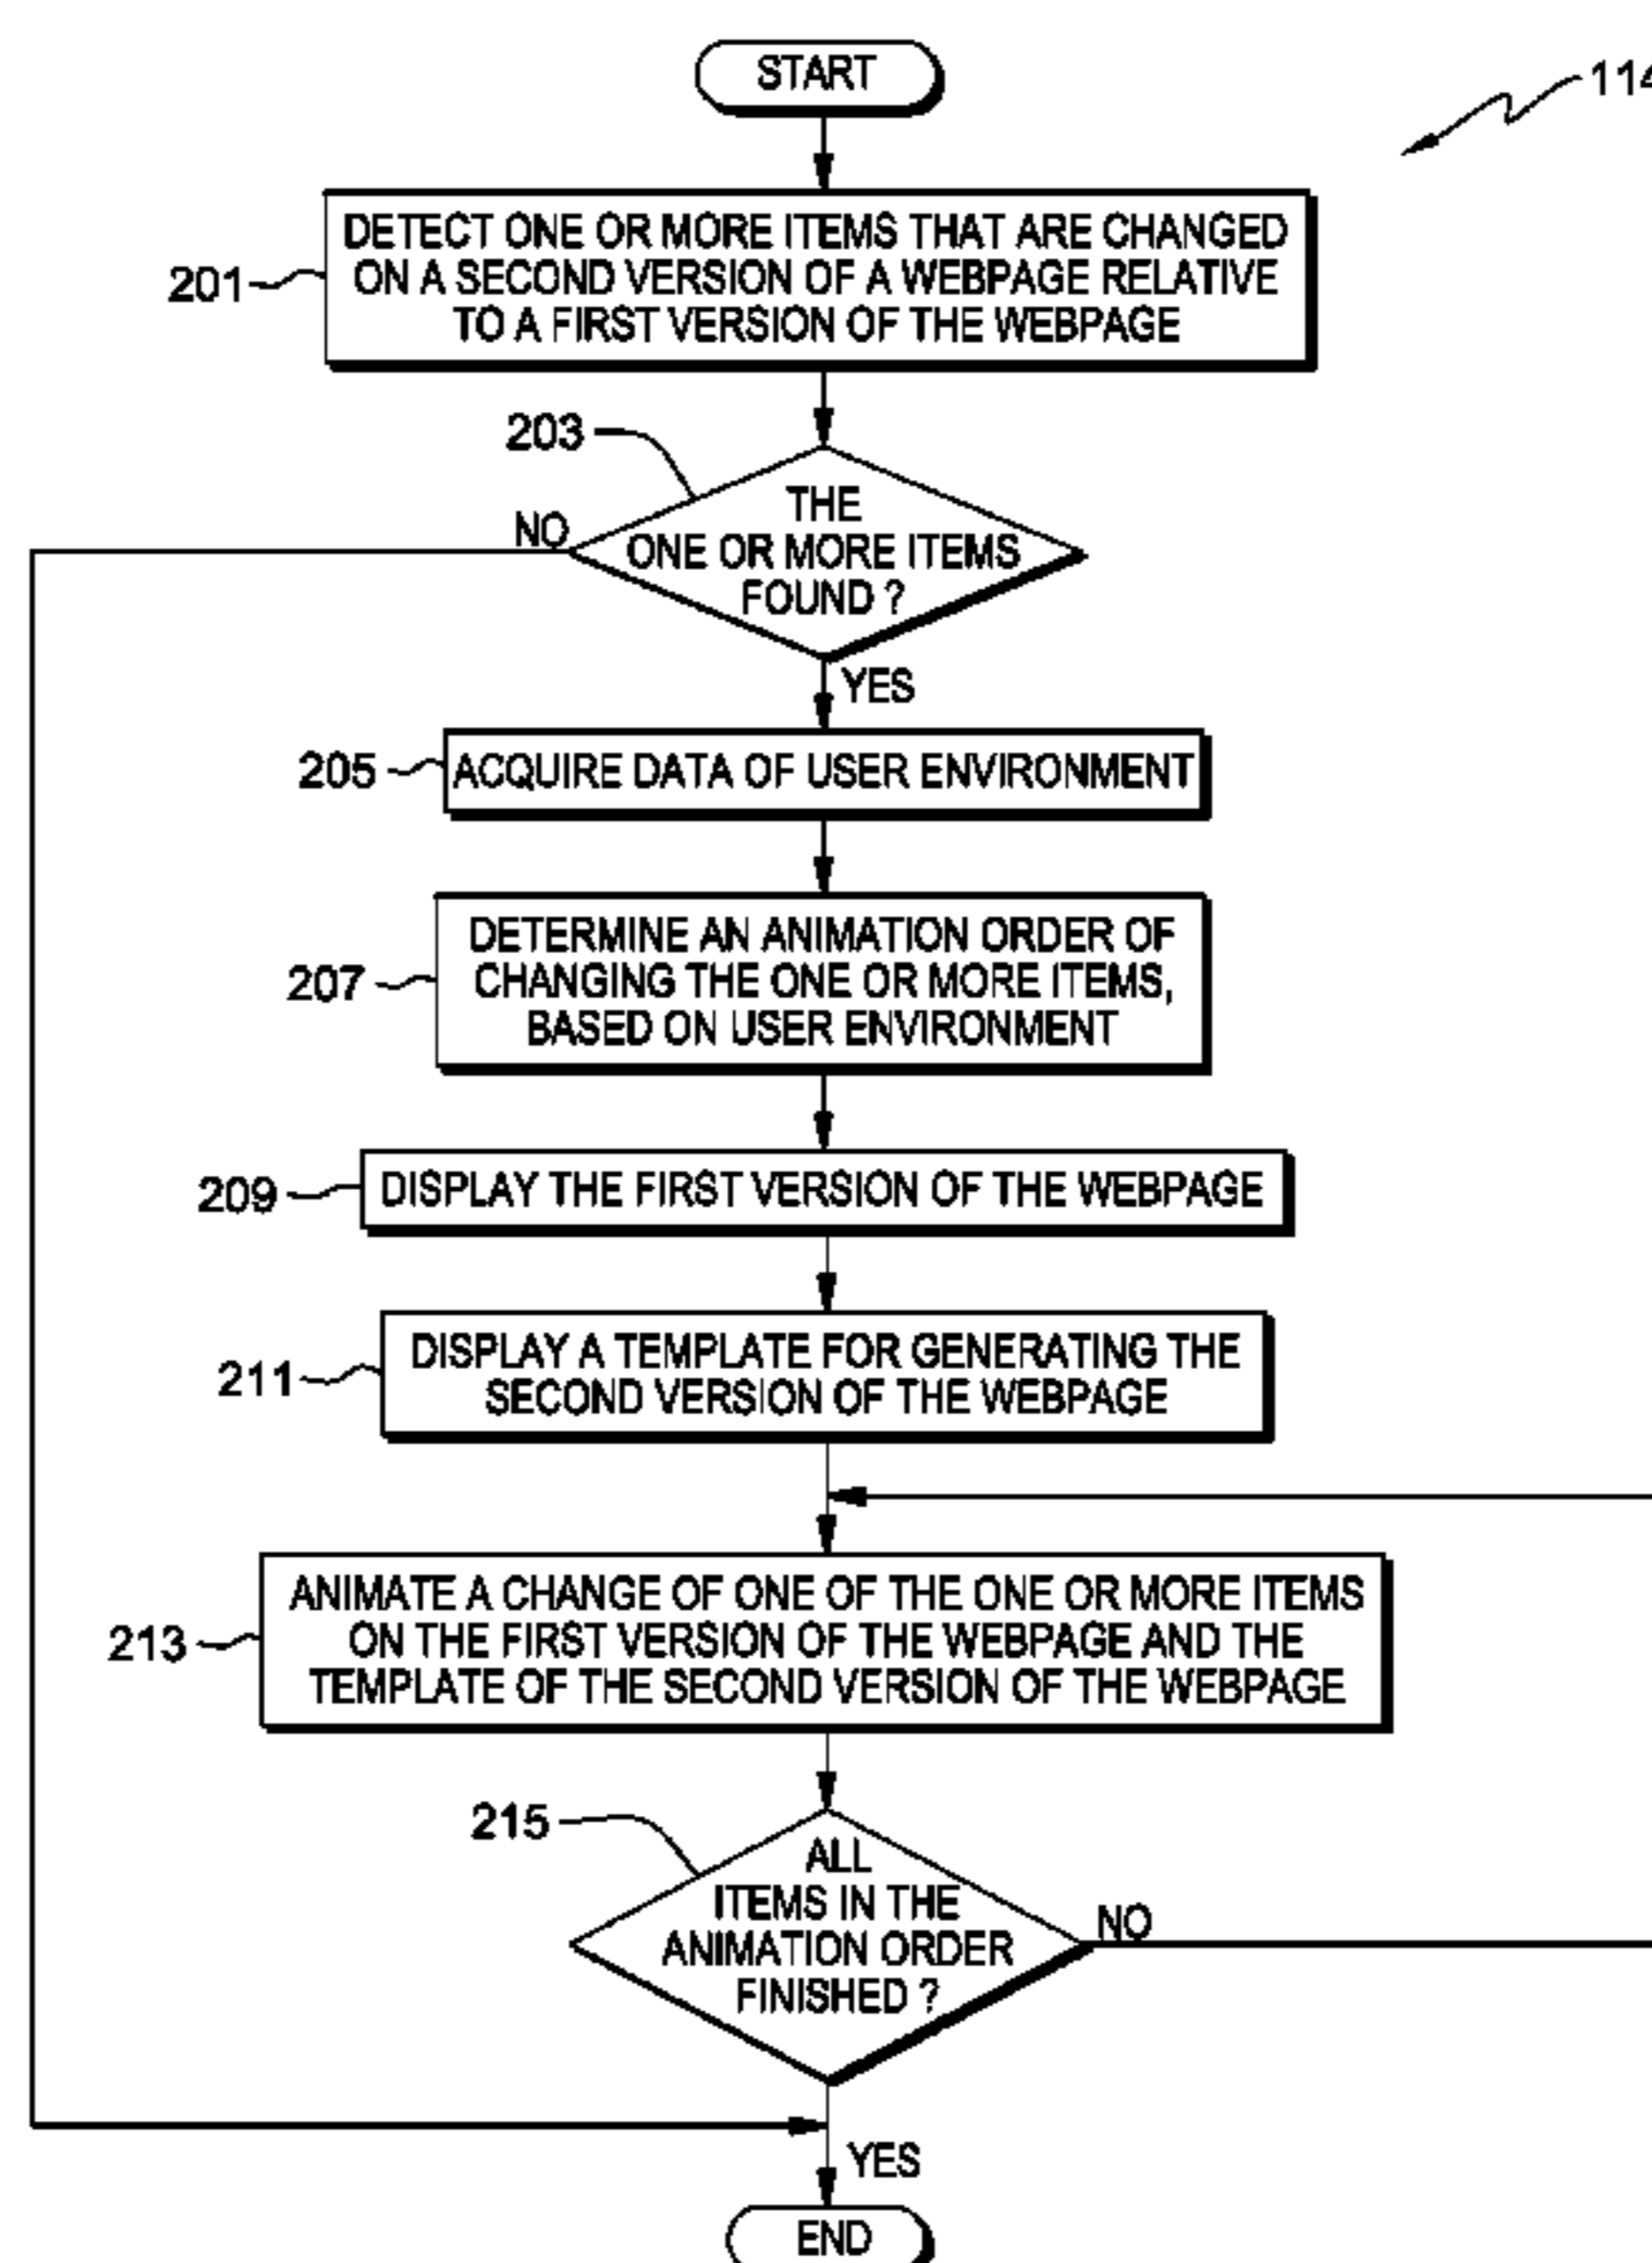 START
114
DETECT ONE OR MORE ITEMS THAT ARE CHANGED
ON A SECOND VERSION OF A WEBPAGE RELATIVE
TO A FIRST VERSION OF THE WEBPAGE
201
203
THE
ONE OR MORE ITEMS
FOUND ?
NO
YES
205
ACQUIRE DATA OF USER ENVIRONMENT
207
DETERMINE AN ANIMATION ORDER OF
CHANGING THE ONE OR MORE ITEMS,
BASED ON USER ENVIRONMENT
209
DISPLAY THE FIRST VERSION OF THE WEBPAGE
211
DISPLAY A TEMPLATE FOR GENERATING THE
SECOND VERSION OF THE WEBPAGE
213
ANIMATE A CHANGE OF ONE OF THE ONE OR MORE ITEMS
ON THE FIRST VERSION OF THE WEBPAGE AND THE
TEMPLATE OF THE SECOND VERSION OF THE WEBPAGE
215
ALL
ITEMS IN THE
ANIMATION ORDER
FINISHED ?
NO
YES
END